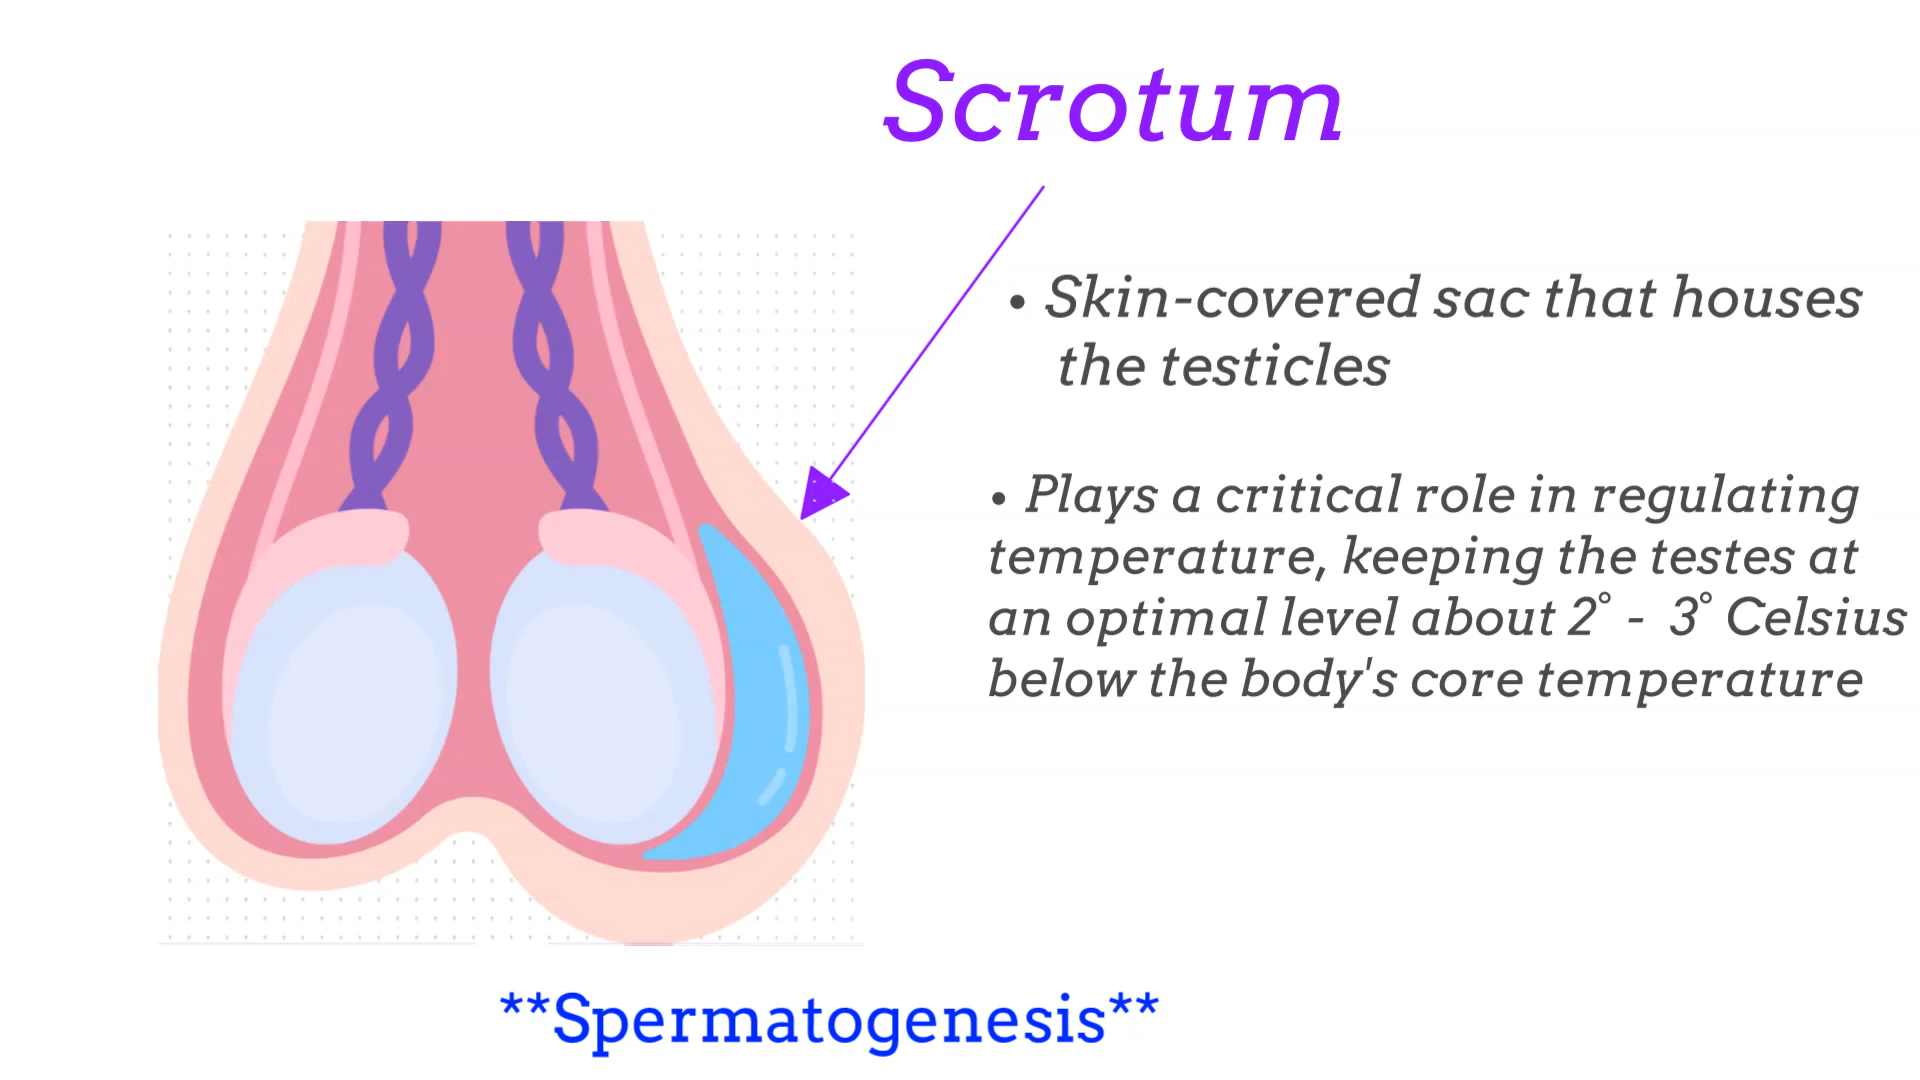 Scrotum
• Skin-covered sac that houses
the testicles
• Plays a critical role in regulating
temperature, keeping the testes at
an optimal level about 2° - 3° Celsius
below the body's core temperature
**Spermatogenesis**